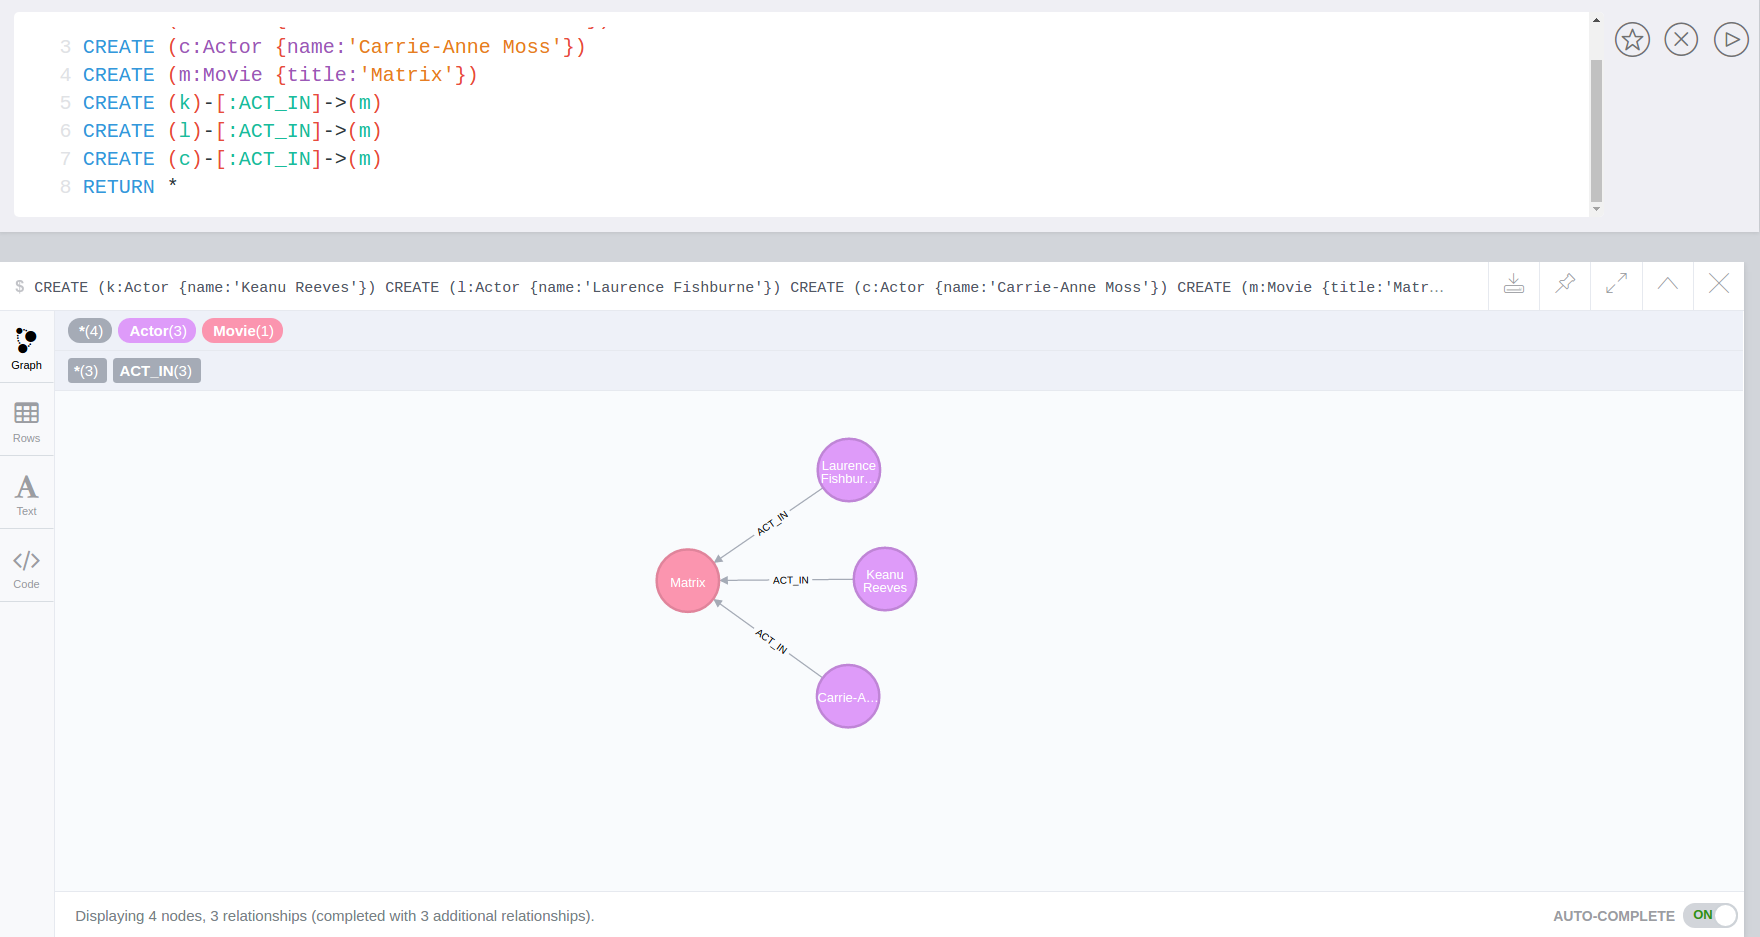 3 CREATE (c:Actor {name:'Carrie-Anne Moss'})
4 CREATE (m:Movie {title:'Matrix'})
5 CREATE (k)-[:ACT_IN]->(m)
6 CREATE (l)-[:ACT_IN]->(m)
7 CREATE (c)-[:ACT_IN]->(m)
8 RETURN *
$ CREATE (k:Actor {name:'Keanu Reeves'}) CREATE (l:Actor {name:'Laurence Fishburne'}) CREATE (c:Actor {name:'Carrie-Anne Moss'}) CREATE (m:Movie {title:'Matr...
*(4) Actor(3) Movie(1)
*(3) ACT_IN(3)
Graph
Rows
Text
Code
Laurence
Fishbur...
ACT_IN
Matrix
ACT_IN
Keanu
Reeves
ACT_IN
Carrie-A...
Displaying 4 nodes, 3 relationships (completed with 3 additional relationships).
AUTO-COMPLETE ON